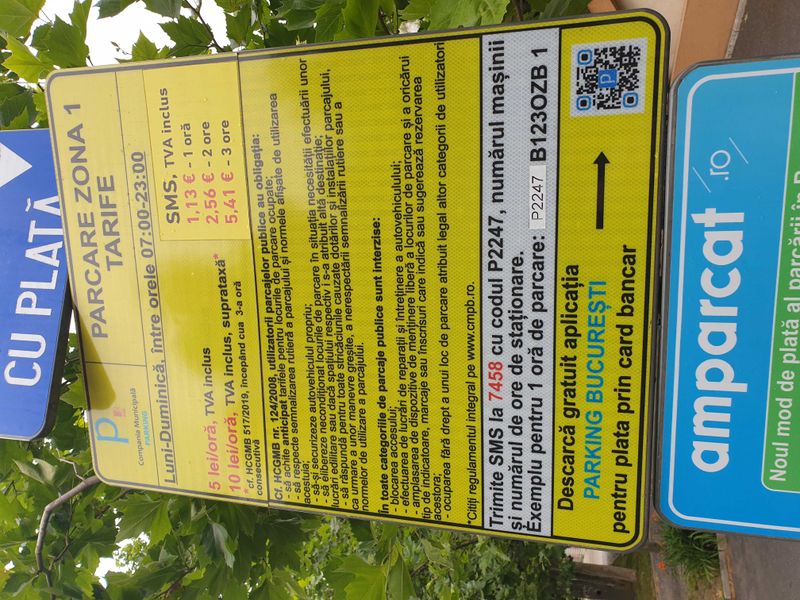 CU PLATĂ
PARCARE ZONA 1
TARIFE
P
Compania Municipală
PARKING
Luni-Duminică, între orele 07:00-23:00
5 lei/oră, TVA inclus
10 lei/oră, TVA inclus, suprataxă*
* cf. HCGMB 517/2019, începând cu a 3-a oră
consecutivă
SMS, TVA inclus
1,13 € - 1 oră
2,56 € - 2 ore
5,41 € - 3 ore
Cf. HCGMB nr. 124/2008, utilizatorii parcajelor publice au obligația:
- să achite anticipat tarifele pentru locurile de parcare ocupate;
- să respecte semnalizarea rutieră a parcajului și normele afișate de utilizarea
acestuia;
- să-și securizeze autovehiculul propriu;
- să elibereze necondiționat locurile de parcare în situația necesității efectuării unor
lucrări edilitare sau dacă spațiului respectiv i s-a atribuit altă destinație;
- să răspundă pentru toate stricăciunile cauzate dotărilor și instalațiilor parcajului,
ca urmare a unor manevre greșite, a nerespectării semnalizării rutiere sau a
normelor de utilizare a parcajului.
În toate categoriile de parcaje publice sunt interzise:
- blocarea accesului;
- efectuarea de lucrări de reparații și întreținere a autovehiculului;
- amplasarea de dispozitive de menținere liberă a locurilor de parcare și a oricărui
tip de indicatoare, marcaje sau înscrisuri care indică sau sugerează rezervarea
acestora;
- ocuparea fără drept a unui loc de parcare atribuit legal altor categorii de utilizatori
*Citiți regulamentul integral pe www.cmpb.ro.
Trimite SMS la 7458 cu codul P2247, numărul mașinii
și numărul de ore de staționare.
Exemplu pentru 1 oră de parcare: P2247 B123OZB 1
Descarcă gratuit aplicația
PARKING BUCUREȘTI
pentru plata prin card bancar
P
amparcat
/.ro/
Noul mod de plată al parcării în